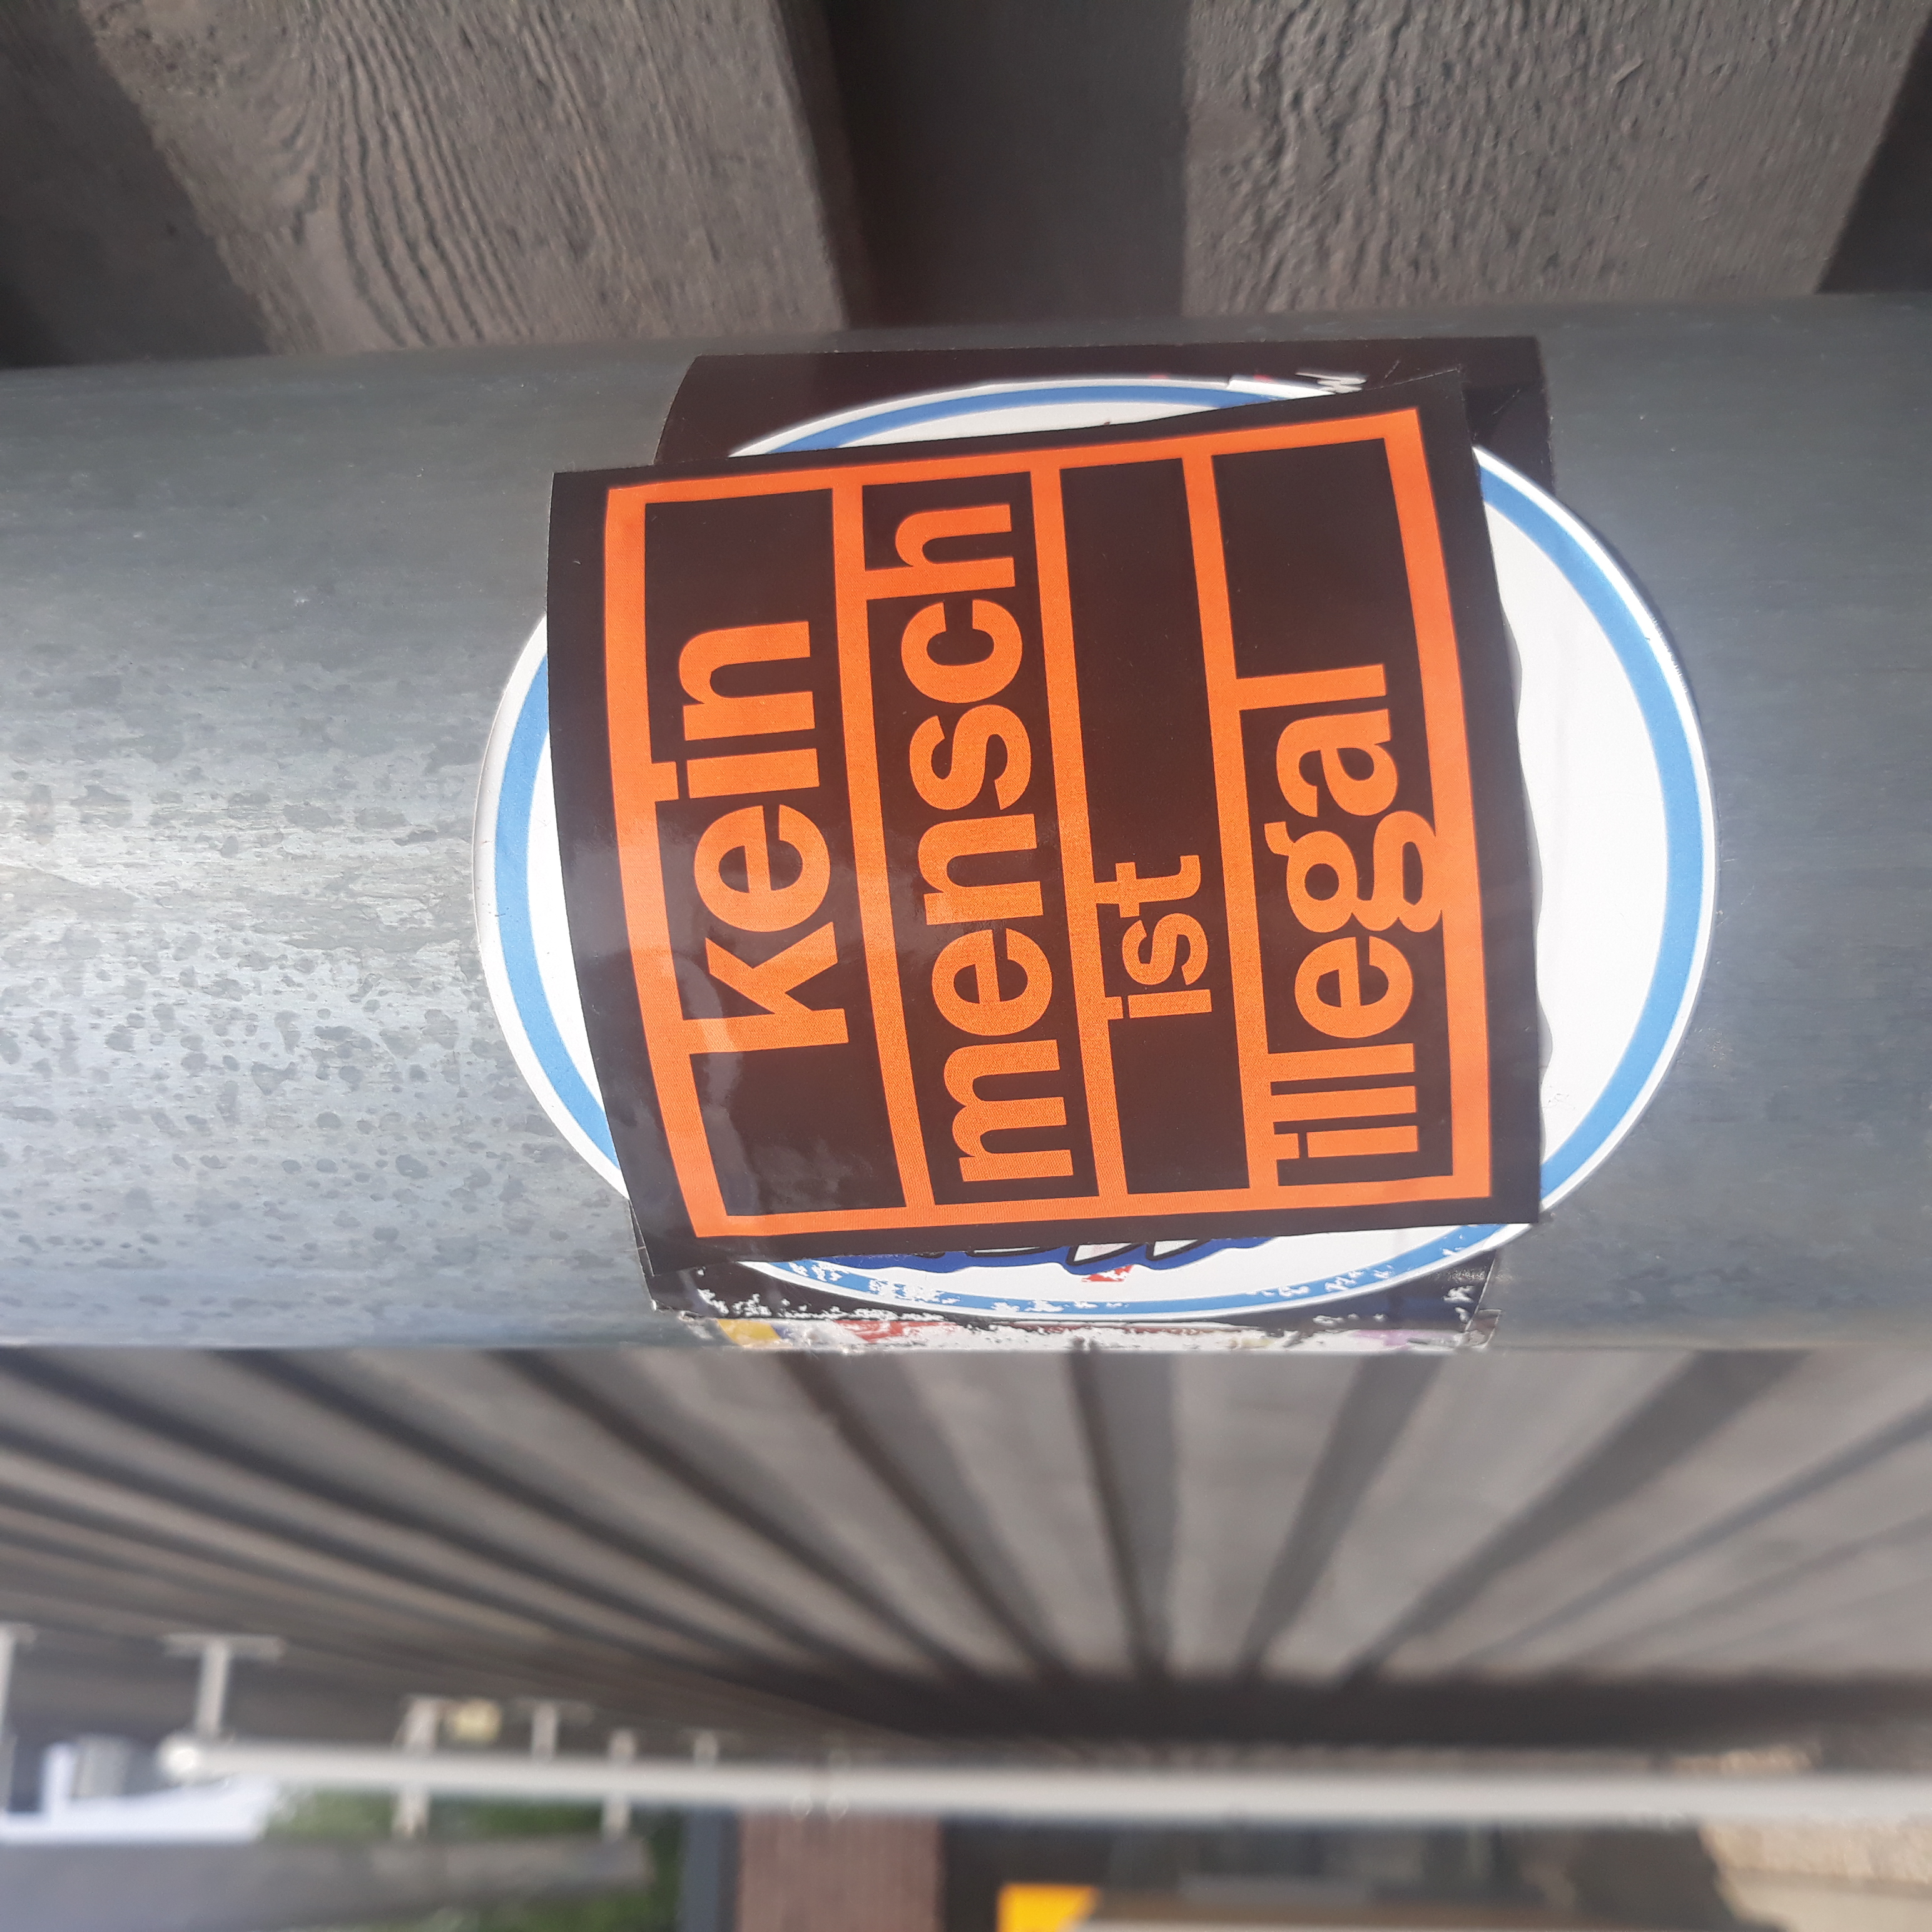 kein
mensch
ist
illegal